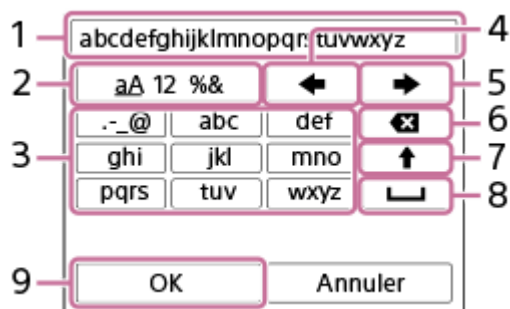 1 abcdefghijklmnopqrstuvwxyz 4
2 aA 12 %& 5
.-_@ abc def 6
3 ghi jkl mno 7
pqrs tuv wxyz 8
9 OK Annuler